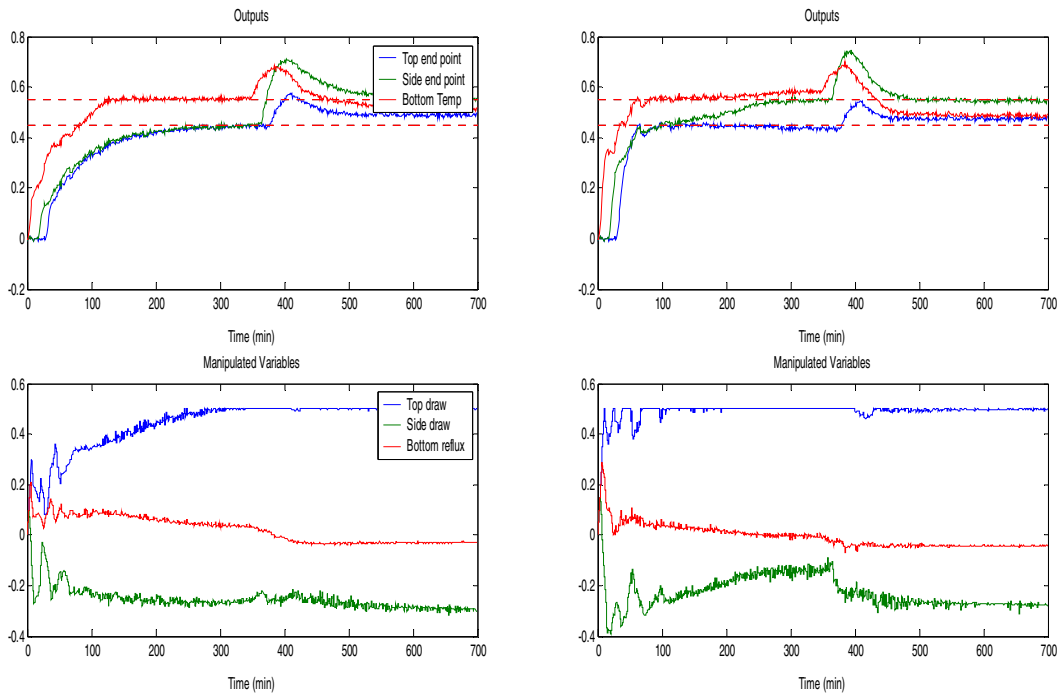 Outputs
0.8
0.6
0.4
0.2
0
-0.2
0 100 200 300 400 500 600 700
Time (min)
Top end point
Side end point
Bottom Temp
Outputs
0.8
0.6
0.4
0.2
0
-0.2
0 100 200 300 400 500 600 700
Time (min)
Manipulated Variables
0.6
0.4
0.2
0
-0.2
-0.4
0 100 200 300 400 500 600 700
Time (min)
Top draw
Side draw
Bottom reflux
Manipulated Variables
0.6
0.4
0.2
0
-0.2
-0.4
0 100 200 300 400 500 600 700
Time (min)